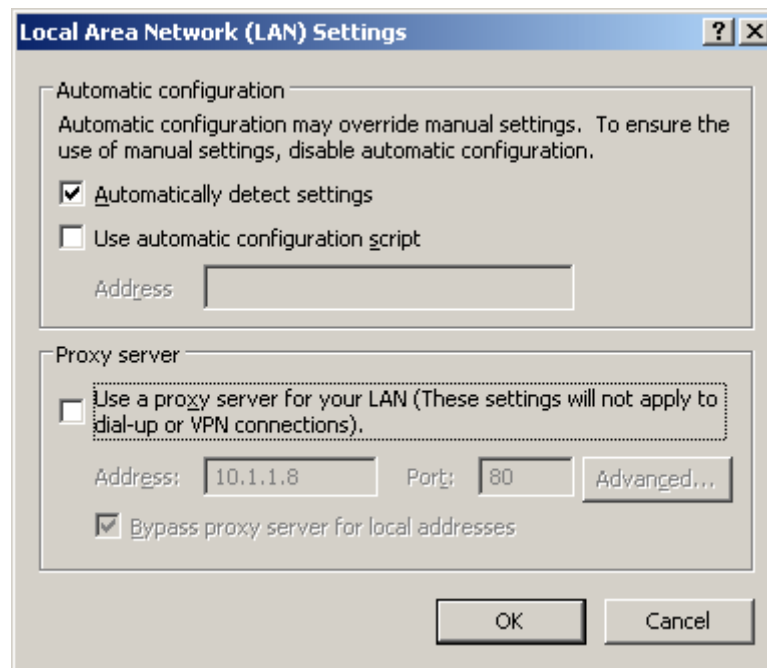 Local Area Network (LAN) Settings
Automatic configuration
Automatic configuration may override manual settings.  To ensure the
use of manual settings, disable automatic configuration.
Automatically detect settings
Use automatic configuration script
Address
Proxy server
Use a proxy server for your LAN (These settings will not apply to
dial-up or VPN connections).
Address: 10.1.1.8 Port: 80 Advanced...
Bypass proxy server for local addresses
OK Cancel